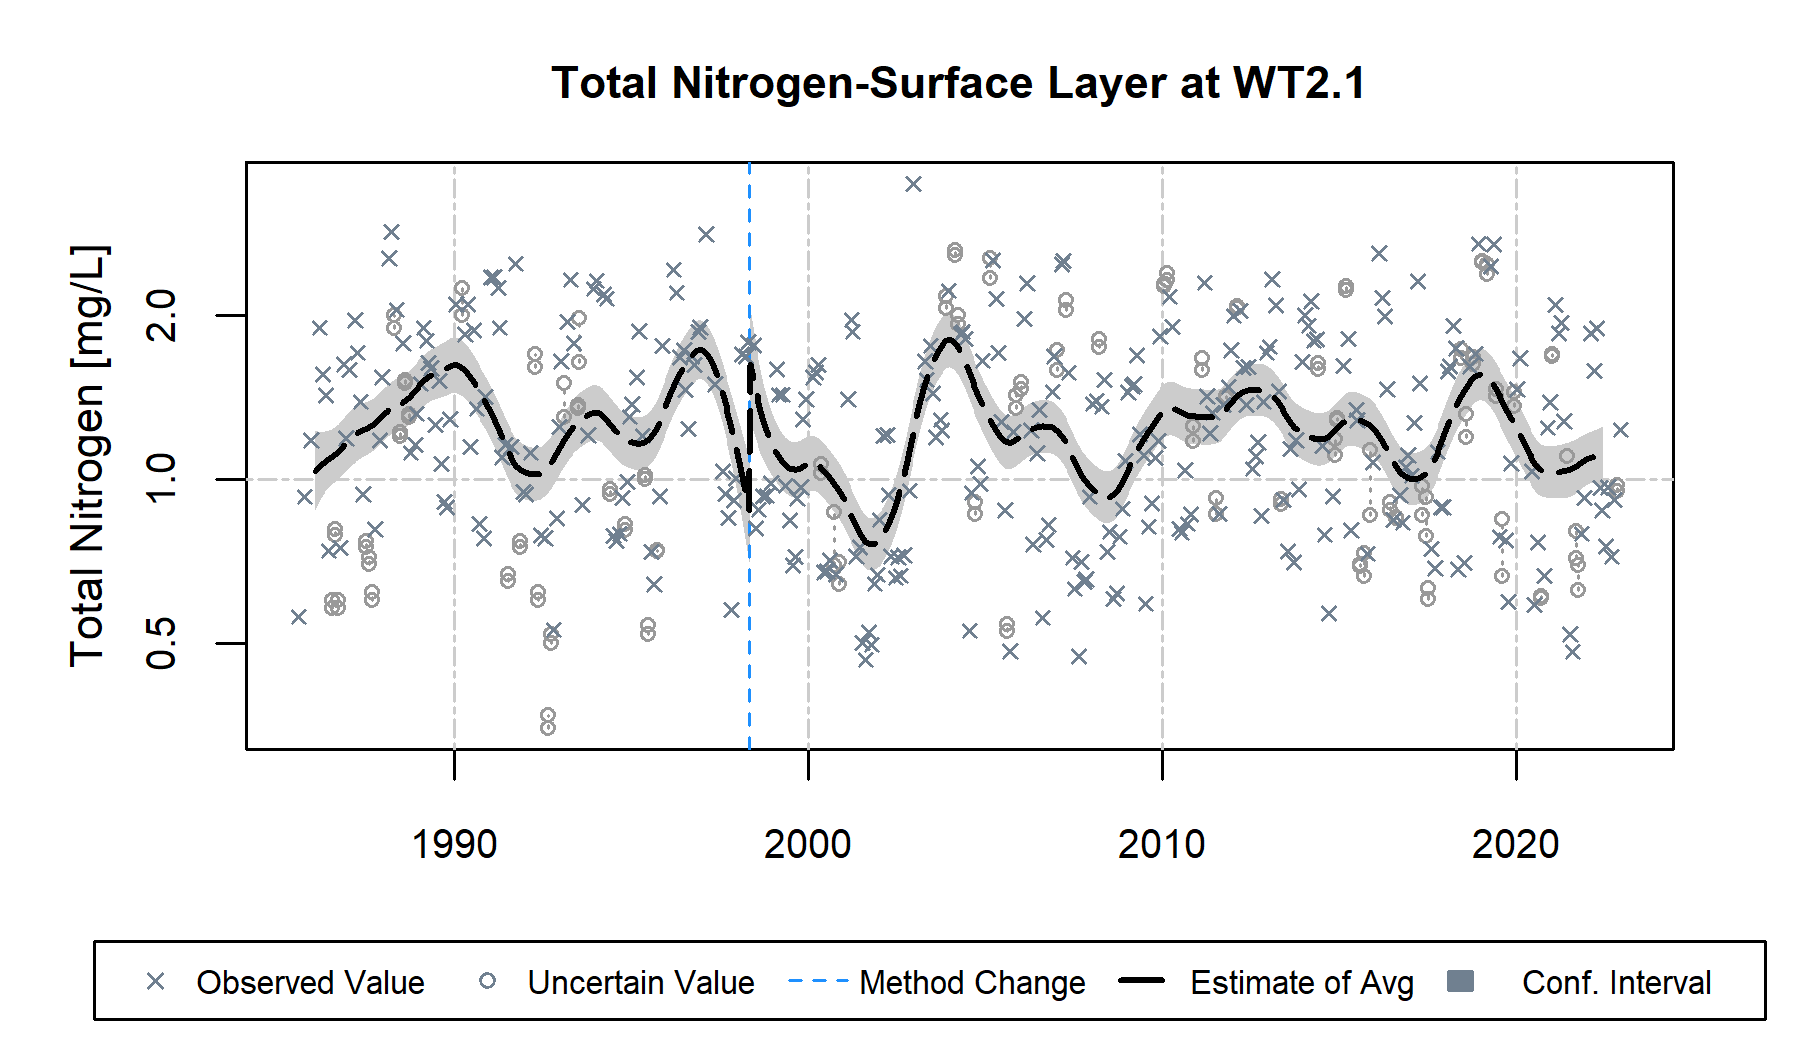 Total Nitrogen-Surface Layer at WT2.1
Total Nitrogen [mg/L]
2.0
1.0
0.5
1990 2000 2010 2020
Observed Value Uncertain Value Method Change Estimate of Avg Conf. Interval